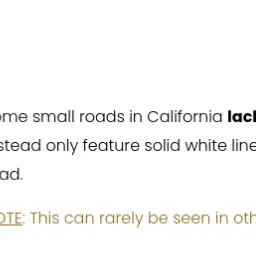 ome small roads in California lac
stead only feature solid white line
ad.
OTE: This can rarely be seen in oth